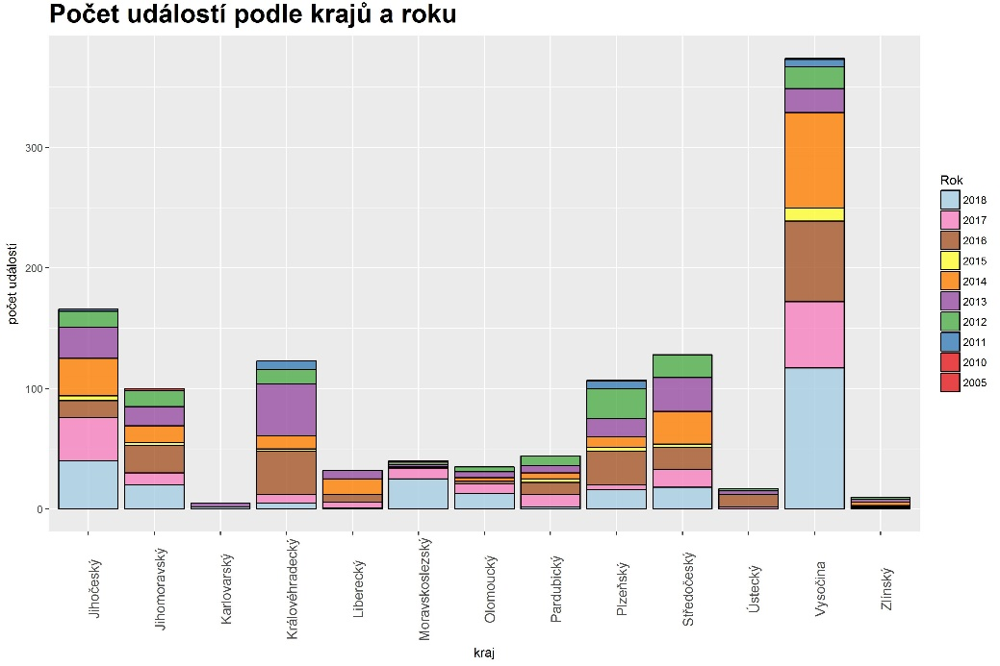 Počet událostí podle krajů a roku
300
200
100
0
počet událostí
Jihočeský
Jihomoravský
Karlovarský
Královéhradecký
Liberecký
Moravskoslezský
Olomoucký
Pardubický
Plzeňský
Středočeský
Ústecký
Vysočina
Zlínský
kraj
Rok
2018
2017
2016
2015
2014
2013
2012
2011
2010
2005